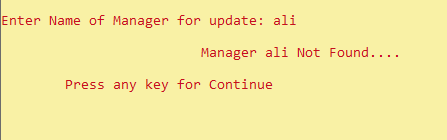 Enter Name of Manager for update: ali
Manager ali Not Found....
Press any key for Continue